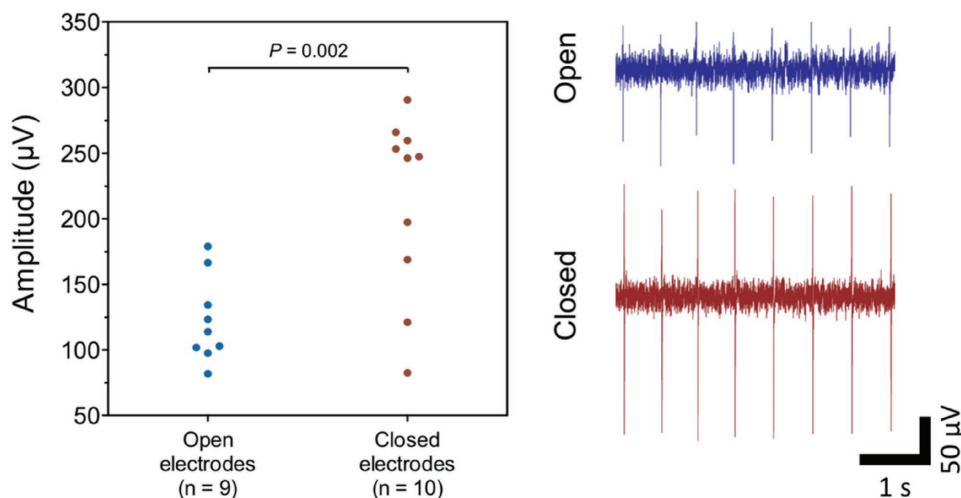 Amplitude (µV)
350
300
250
200
150
100
50
P = 0.002
Open
electrodes
(n = 9)
Closed
electrodes
(n = 10)
Open
Closed
50 µV
1 s